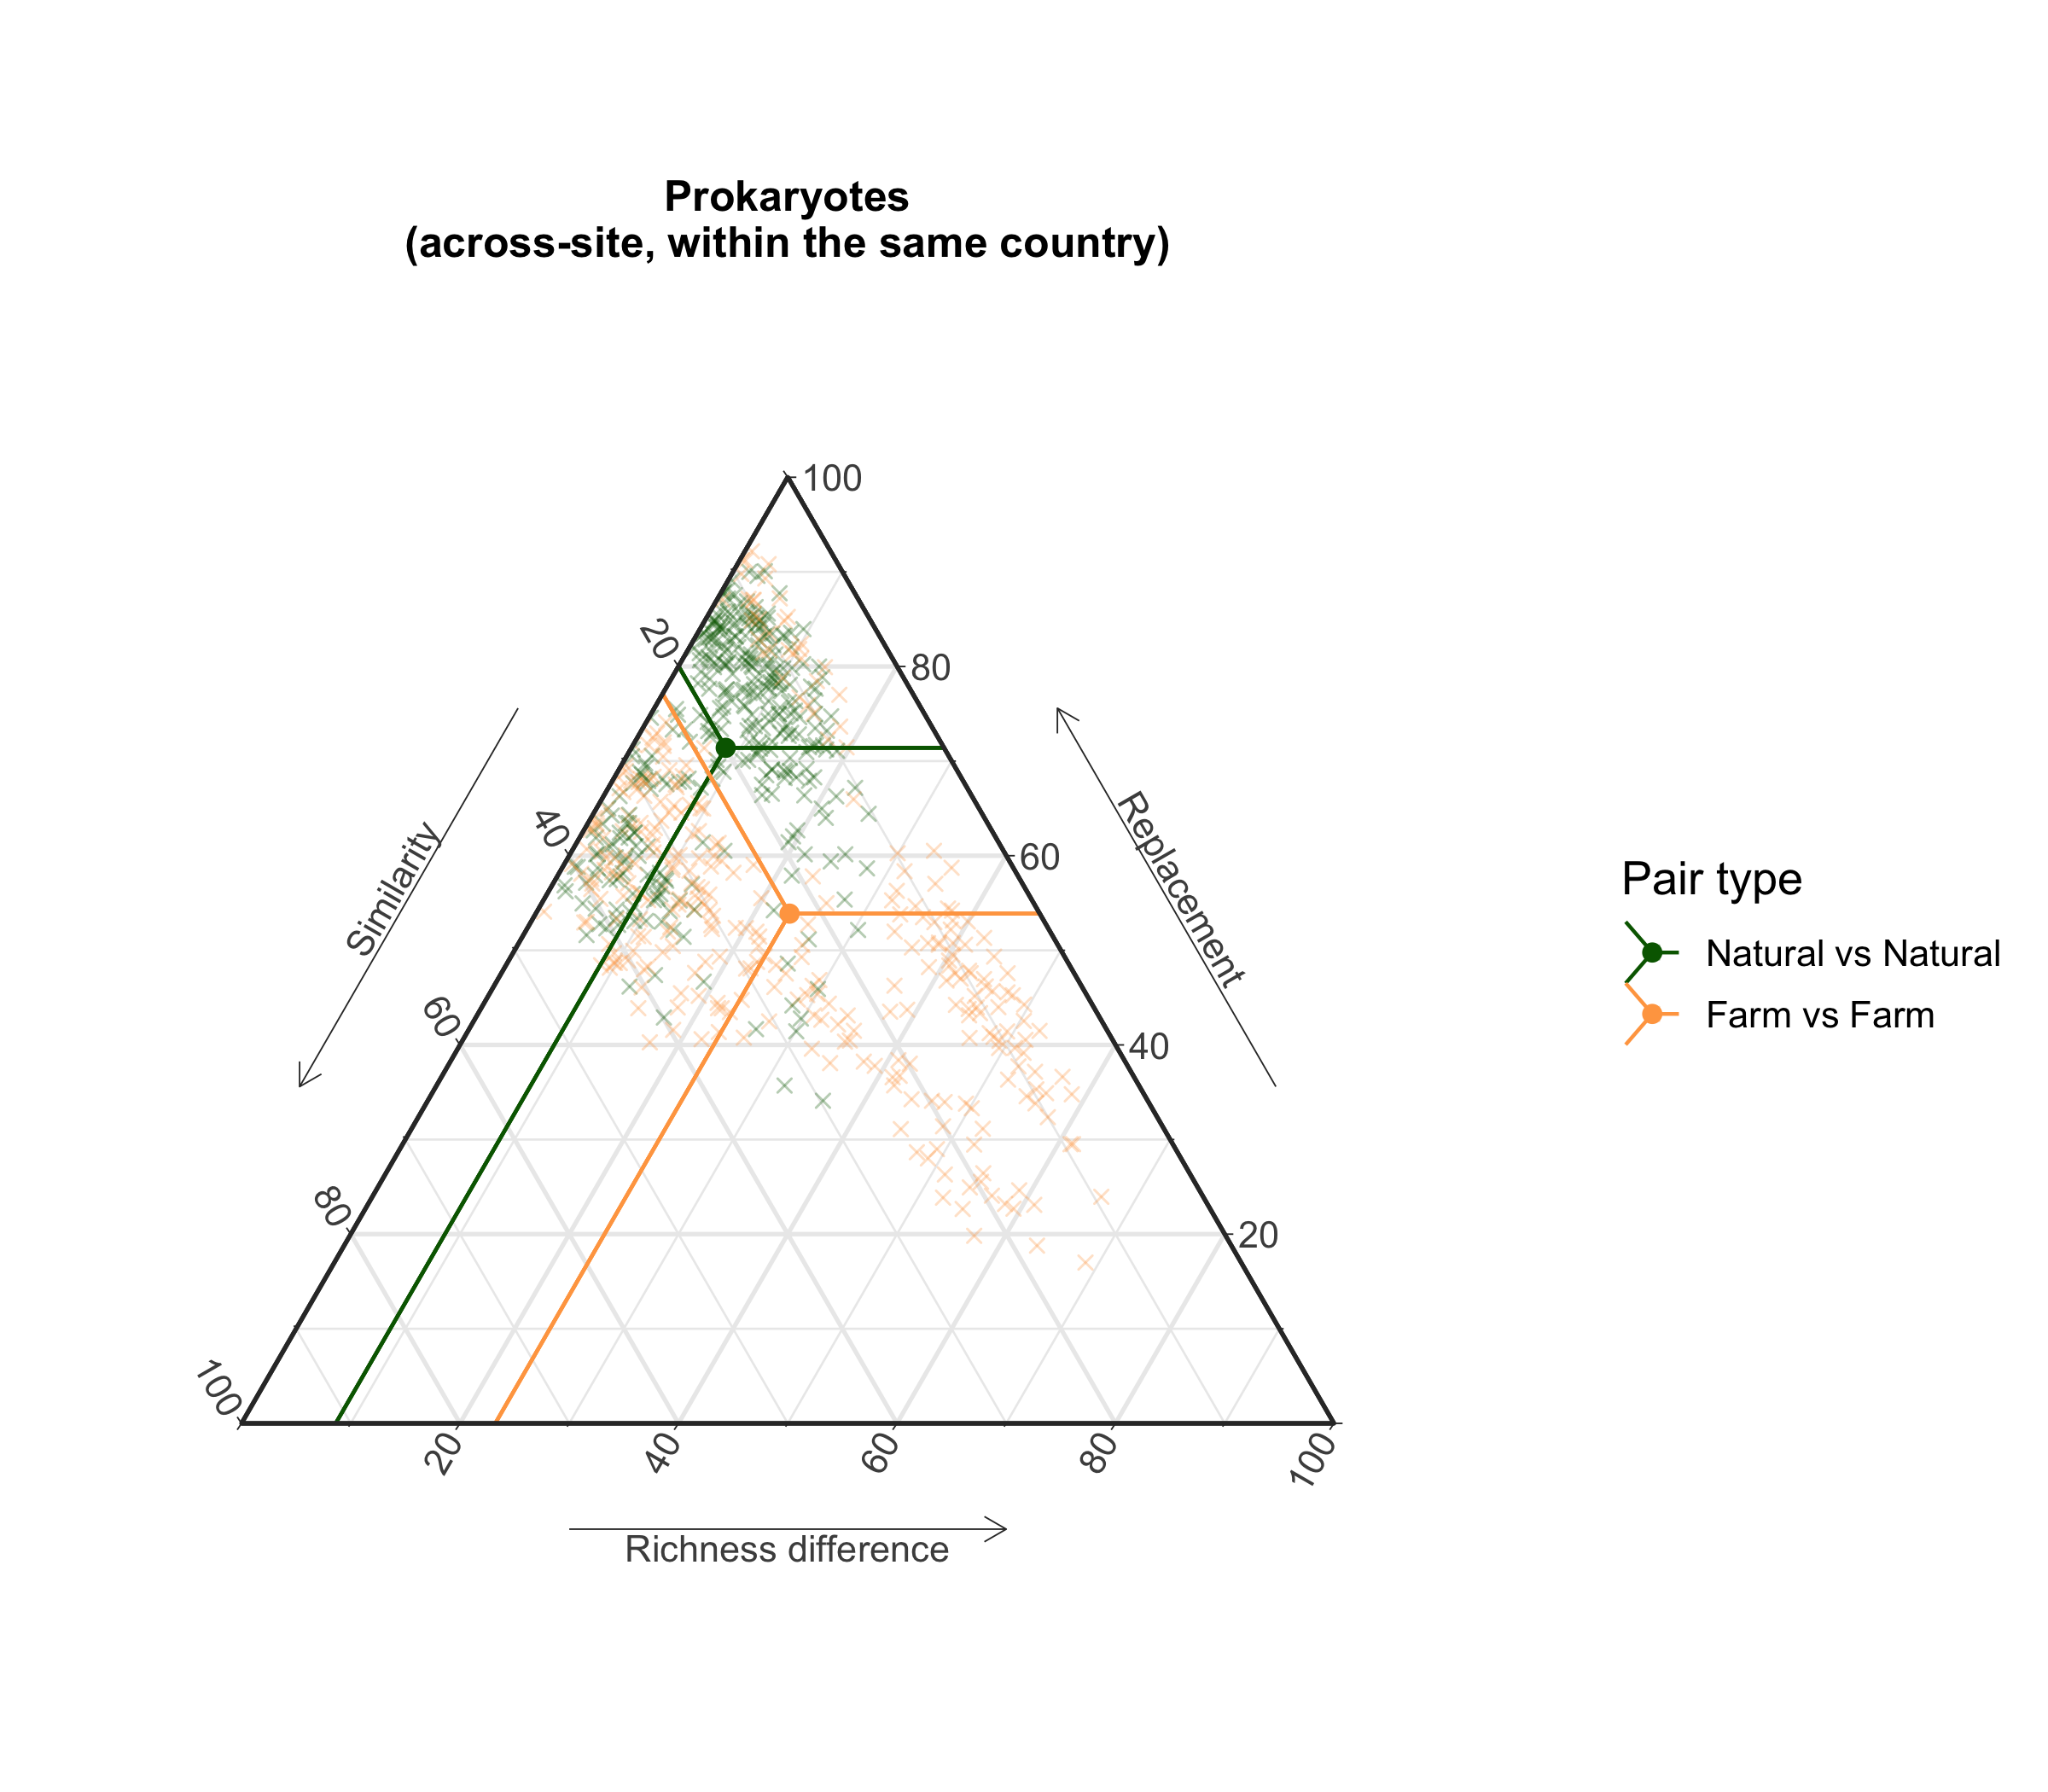 Prokaryotes
(across-site, within the same country)
100
20
80
Similarity
Replacement
40
60
60
40
80
20
100
20
40
60
80
100
Richness difference
Pair type
Natural vs Natural
Farm vs Farm